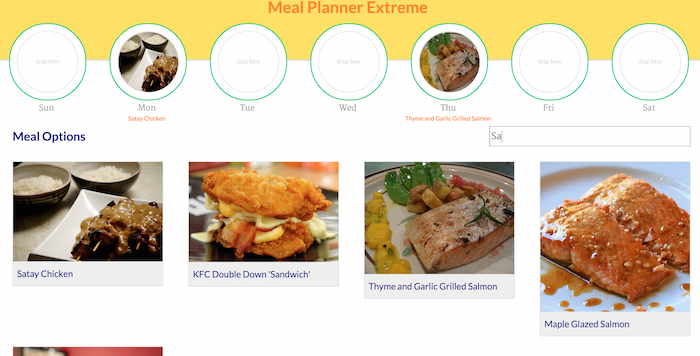 Meal Planner Extreme
drag here
drag here
drag here
drag here
drag here
Sun
Mon
Tue
Wed
Thu
Fri
Sat
Satay Chicken
Thyme and Garlic Grilled Salmon
Meal Options
Sa
Satay Chicken
KFC Double Down 'Sandwich'
Thyme and Garlic Grilled Salmon
Maple Glazed Salmon